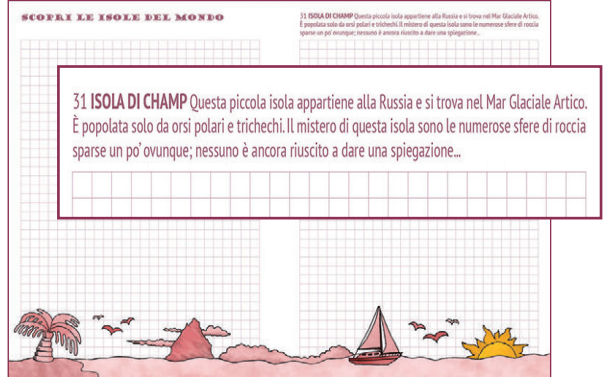 SCOPRI LE ISOLE DEL MONDO
31 ISOLA DI CHAMP Questa piccola isola appartiene alla Russia e si trova nel Mar Glaciale Artico.
È popolata solo da orsi polari e trichechi. Il mistero di questa isola sono le numerose sfere di roccia
sparse un po' ovunque; nessuno è ancora riuscito a dare una spiegazione...
31 ISOLA DI CHAMP Questa piccola isola appartiene alla Russia e si trova nel Mar Glaciale Artico.
È popolata solo da orsi polari e trichechi. Il mistero di questa isola sono le numerose sfere di roccia
sparse un po' ovunque; nessuno è ancora riuscito a dare una spiegazione...